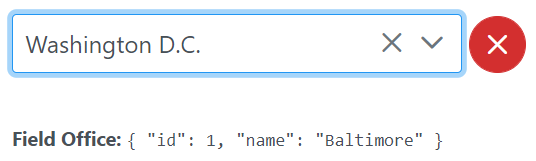 Washington D.C.
Field Office: { "id": 1, "name": "Baltimore" }